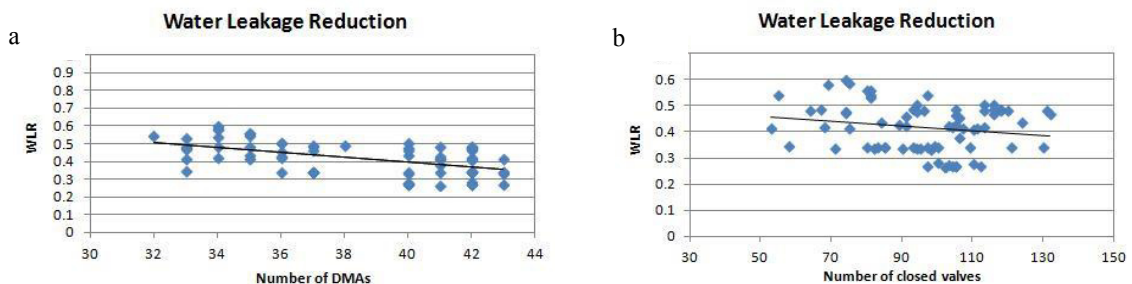 a
Water Leakage Reduction
0.9
0.8
0.7
0.6
0.5
0.4
0.3
0.2
0.1
0
WLR
30 32 34 36 38 40 42 44
Number of DMAs
b
Water Leakage Reduction
0.6
0.5
0.4
0.3
0.2
0.1
0
WLR
30 50 70 90 110 130 150
Number of closed valves